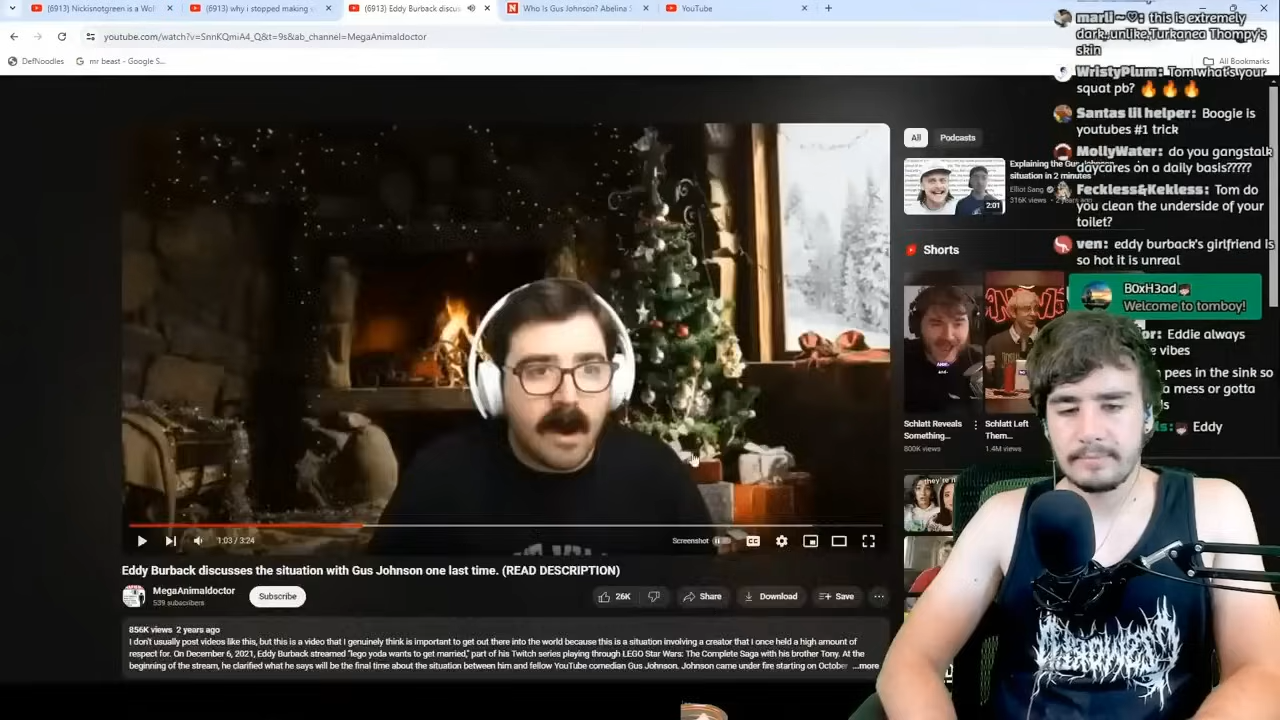 (6913) Nickisnotgreen is a Wol
(6913) why i stopped making s
(6913) Eddy Burback discus
Who Is Gus Johnson? Abelina S
YouTube
youtube.com/watch?v=SnnKQmiA4_Q&t=9s&ab_channel=MegaAnimaldoctor
DefNoodles
mr beast - Google S...
All Bookmarks
marli ~♡: this is extremely
dark, unlike,Turkanea Thompy's
skin
WristyPlum: Tom what's your
squat pb? 🔥🔥🔥
Santas lil helper: Boogie is
youtubes #1 trick
MollyWater: do you gangstalk
daycares on a daily basis?????
Feckless&Kekless: Tom do
you clean the underside of your
toilet?
ven: eddy burback's girlfriend is
so hot it is unreal
B0xH3ad
Welcome to tomboy!
or: Eddie always
vibes
pees in the sink so
a mess or gotta
Eddy
All
Podcasts
Explaining the Gus Johnson
situation in 2 minutes
Elliot Sang
316K views
2:01
Shorts
Schlatt Reveals
Something...
800K views
Schlatt Left
Them...
1.4M views
they're
1:03 / 3:24
Screenshot
CC
Eddy Burback discusses the situation with Gus Johnson one last time. (READ DESCRIPTION)
MegaAnimaldoctor
539 subscribers
Subscribe
26K
Share
Download
Save
856K views 2 years ago
I don't usually post videos like this, but this is a video that I genuinely think is important to get out there into the world because this is a situation involving a creator that I once held a high amount of
respect for. On December 6, 2021, Eddy Burback streamed "lego yoda wants to get married," part of his Twitch series playing through LEGO Star Wars: The Complete Saga with his brother Tony. At the
beginning of the stream, he clarified what he says will be the final time about the situation between him and fellow YouTube comedian Gus Johnson. Johnson came under fire starting on October ...more